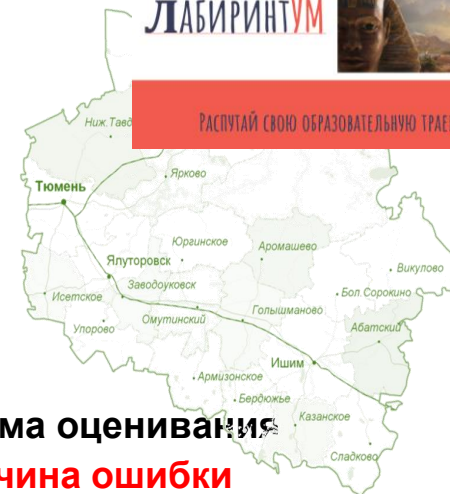 ЛАБИРИНТУМ
РАСПУТАЙ СВОЮ ОБРАЗОВАТЕЛЬНУЮ ТРАЕ
Ниж.Тавд
Ярково
Тюмень
Юргинское
Аромашево
Ялуторовск
Викулово
Заводоуковск
Исетское
Бол.Сорокино
Голышманово
Омутинский
Упорово
Абатский
Ишим
Армизонское
Бердюжье
Казанское
ма оценивания
Сладково
чина ошибки